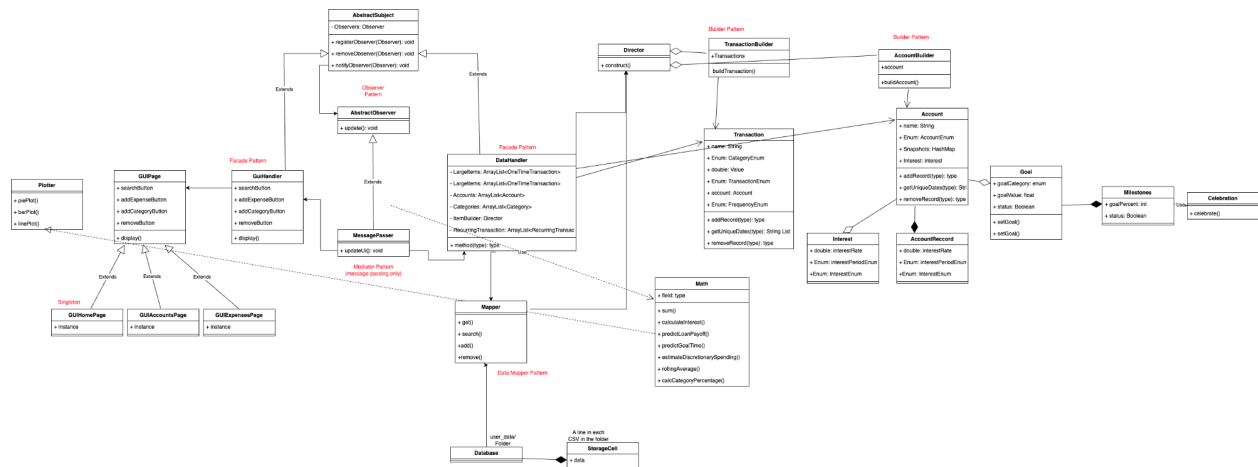 AbstractSubject
- Observers: Observer
+ registerObserver(Observer): void
+ removeObserver(Observer): void
+ notifyObserver(Observer): void
Extends
Extends
Observer
Pattern
AbstractObserver
+ update(): void
Extends
Builder Pattern
Director
+ construct()
TransactionBuilder
+Transactions
buildTransaction()
Builder Pattern
AccountBuilder
+account
+buildAccount()
Facade Pattern
Plotter
+ piePlot()
+ barPlot()
+ linePlot()
GUIPage
+ searchButton
+ addExpenseButton
+ addCategoryButton
+ removeButton
+ display()
GuiHandler
+ searchButton
+ addExpenseButton
+ addCategoryButton
+ removeButton
+ display()
MessagePasser
+ updateUi(): void
Mediator Pattern
(message passing only)
Facade Pattern
DataHandler
- LargeItems: ArrayList<OneTimeTransaction>
- LargeItems: ArrayList<OneTimeTransaction>
- Accounts: ArrayList<Account>
- Categories: ArrayList<Category>
- ItemBuilder: Director
- RecurringTransaction: ArrayList<RecurringTransac
+ method(type): type
Use
Transaction
+ name: String
+ Enum: CatagoryEnum
+ double: Value
+ Enum: TransactionEnum
+ account: Account
+ Enum: FrequencyEnum
+ addRecord(type): type
+ getUniqueDates(type): String List
+ removeRecord(type): type
Account
+ name: String
+ Enum: AccountEnum
+ Snapshots: HashMap
+ Interest: interest
+ addRecord(type): type
+ getUniqueDates(type): Stri
+ removeRecord(type): type
Goal
+ goalCategory: enum
+ goalValue: float
+ status: Boolean
+ setGoal()
+ setGoal()
Milestones
+ goalPercent: int
+ status: Boolean
Use
Celebration
+ celebrate()
Interest
+ double: interestRate
+ Enum: interestPeriodEnum
+ Enum: InterestEnum
AccountReccord
+ double: interestRate
+ Enum: interestPeriodEnum
+Enum: InterestEnum
Extends
Extends
Extends
Singleton
GUIHomePage
+ instance
GUIAccountsPage
+ instance
GUIExpensesPage
+ instance
Mapper
+ get()
+ search()
+add()
+remove()
Data Mapper Pattern
Math
+ field: type
+ sum()
+ calculateInterest()
+ predictLoanPayoff()
+ predictGoalTime()
+ estimateDiscretionarySpending()
+ rollingAverage()
+ calcCategoryPercentage()
user_data/
Folder
Database
A line in each
CSV in the folder
StorageCell
+ data